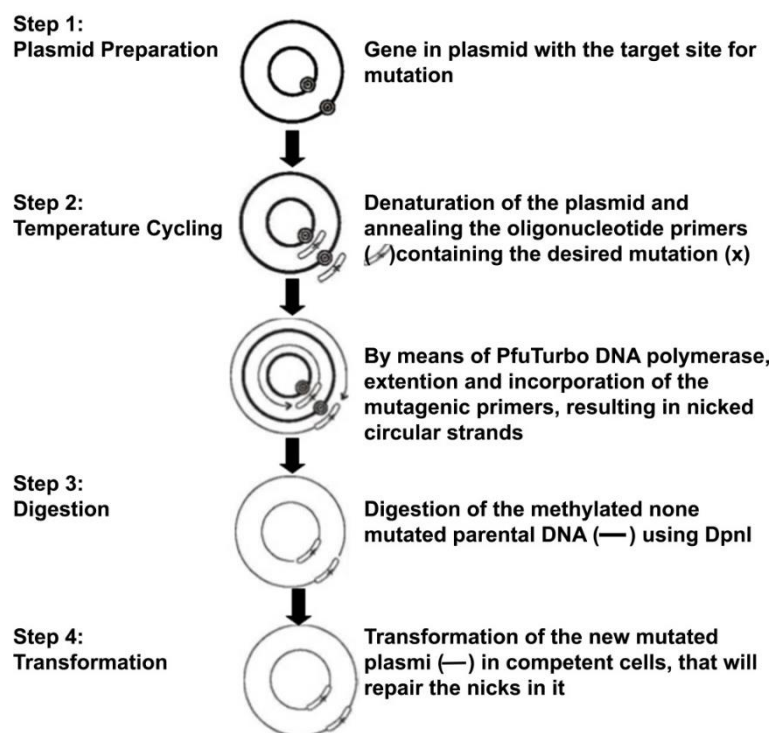 Step 1:
Plasmid Preparation
Gene in plasmid with the target site for
mutation
Step 2:
Temperature Cycling
Denaturation of the plasmid and
annealing the oligonucleotide primers
( )containing the desired mutation (x)
By means of PfuTurbo DNA polymerase,
extention and incorporation of the
mutagenic primers, resulting in nicked
circular strands
Step 3:
Digestion
Digestion of the methylated none
mutated parental DNA (—) using DpnI
Step 4:
Transformation
Transformation of the new mutated
plasmi (—) in competent cells, that will
repair the nicks in it